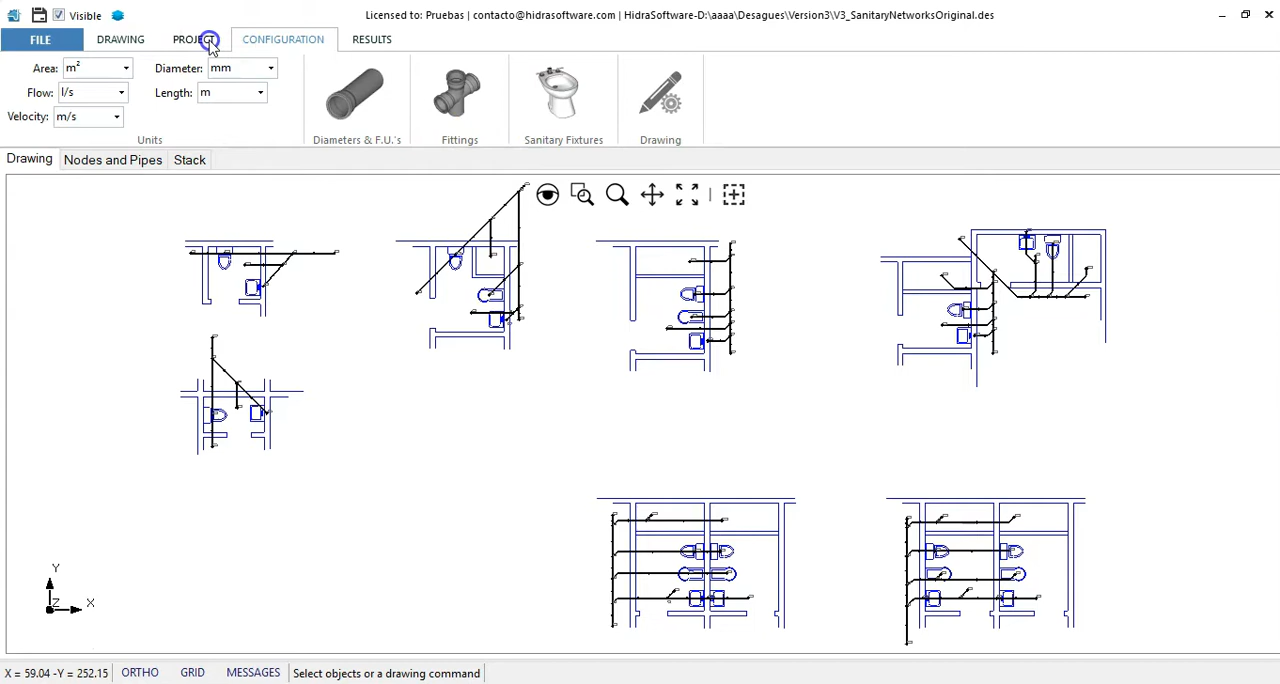 Visible
Licensed to: Pruebas | contacto@hidrasoftware.com | HidraSoftware-D:\aaaa\Desagues\Version3\V3_SanitaryNetworksOriginal.des
FILE DRAWING PROJECT CONFIGURATION RESULTS
Area: m² Diameter: mm
Flow: l/s Length: m
Velocity: m/s
Units Diameters & F.U.'s Fittings Sanitary Fixtures Drawing
Drawing Nodes and Pipes Stack
Y
Z X
X = 59.04 -Y = 252.15 ORTHO GRID MESSAGES Select objects or a drawing command